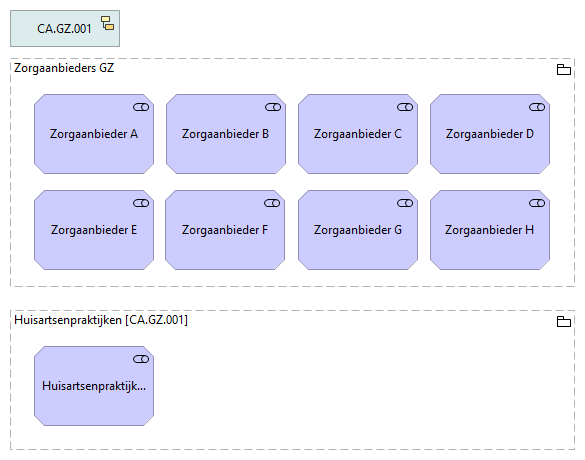 CA.GZ.001
Zorgaanbieders GZ
Zorgaanbieder A
Zorgaanbieder B
Zorgaanbieder C
Zorgaanbieder D
Zorgaanbieder E
Zorgaanbieder F
Zorgaanbieder G
Zorgaanbieder H
Huisartsenpraktijken [CA.GZ.001]
Huisartsenpraktijk...